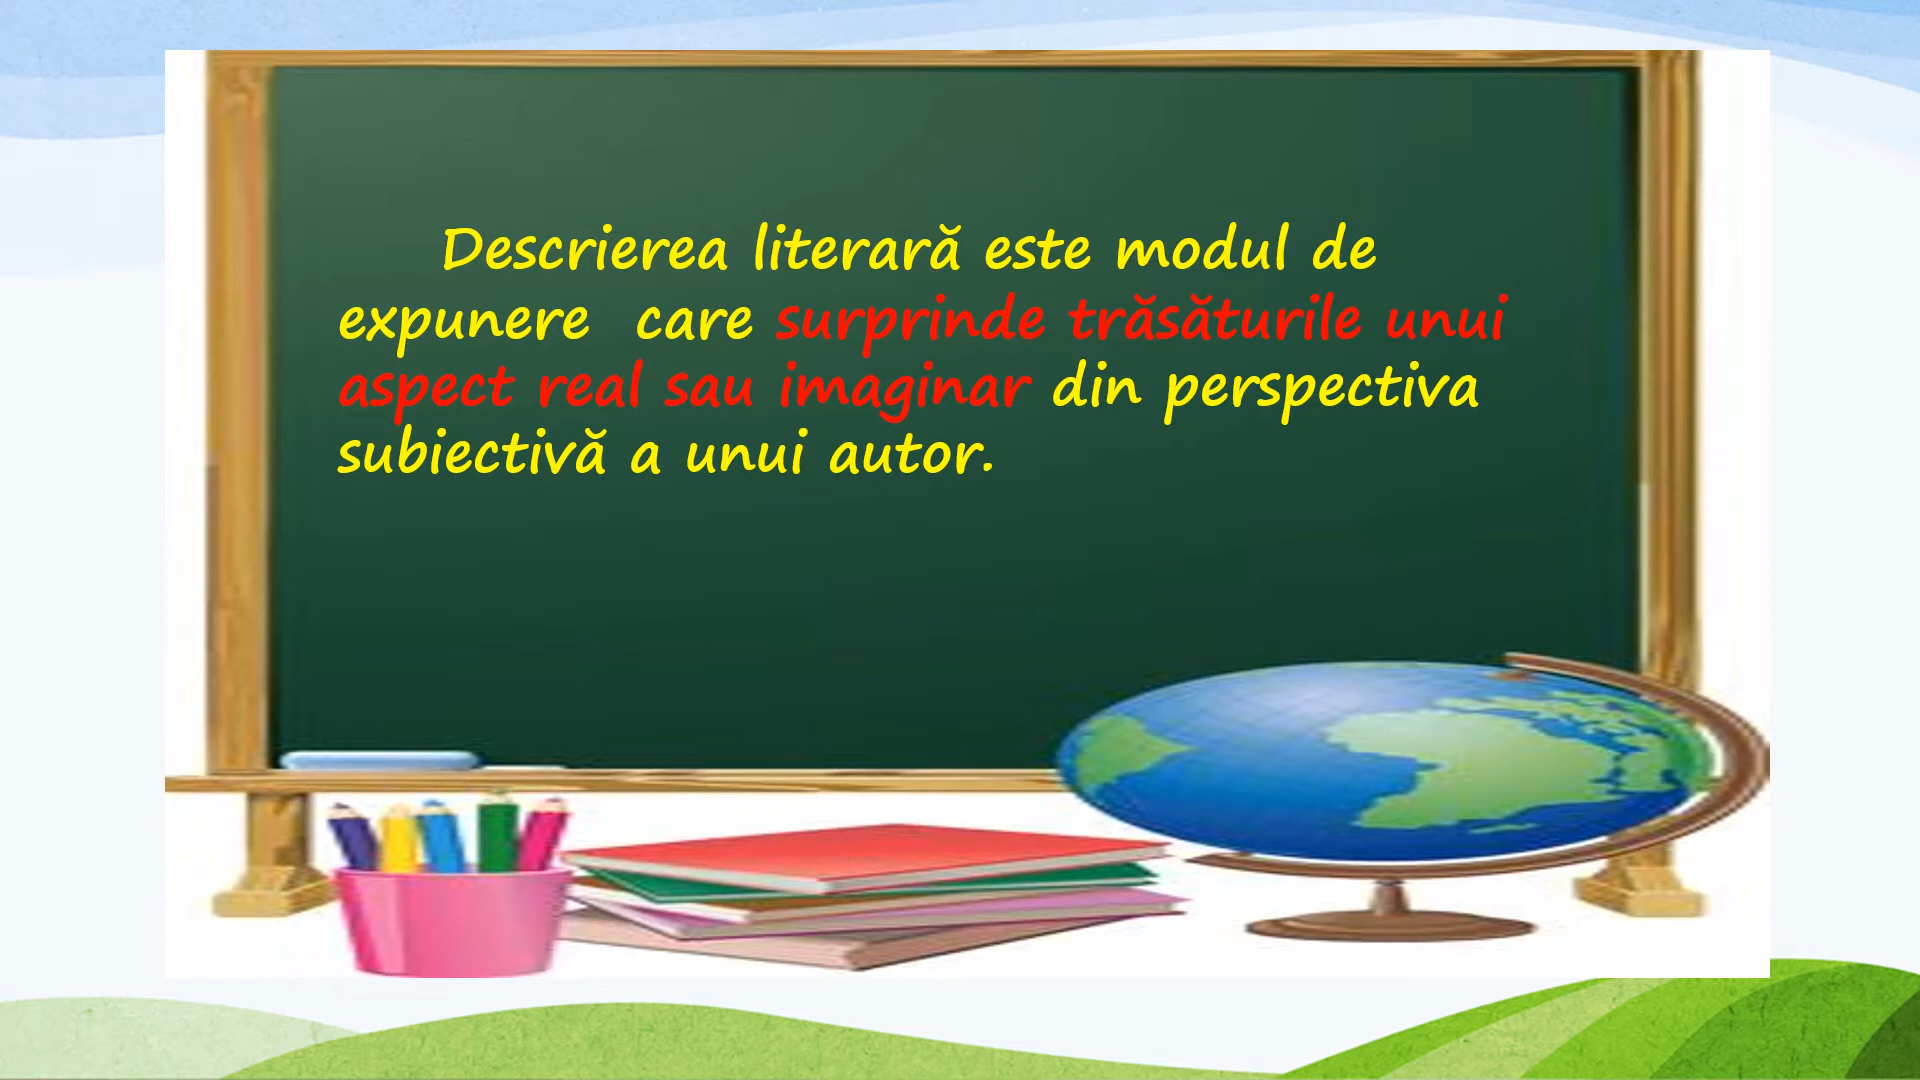 Descrierea literară este modul de
expunere care surprinde trăsăturile unui
aspect real sau imaginar din perspectiva
subiectivă a unui autor.